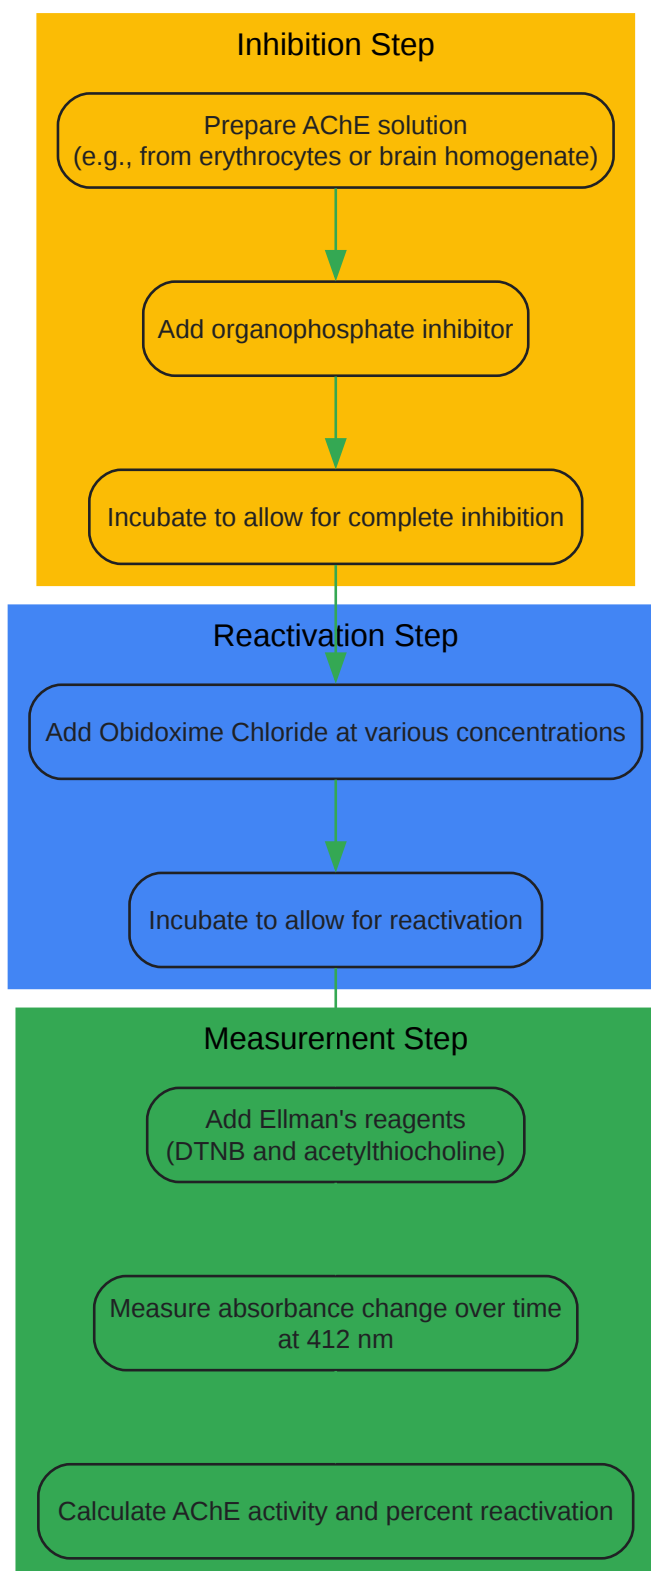 Inhibition Step
Prepare AChE solution
(e.g., from erythrocytes or brain homogenate)
Add organophosphate inhibitor
Incubate to allow for complete inhibition
Reactivation Step
Add Obidoxime Chloride at various concentrations
Incubate to allow for reactivation
Measurement Step
Add Ellman's reagents
(DTNB and acetylthiocholine)
Measure absorbance change over time
at 412 nm
Calculate AChE activity and percent reactivation